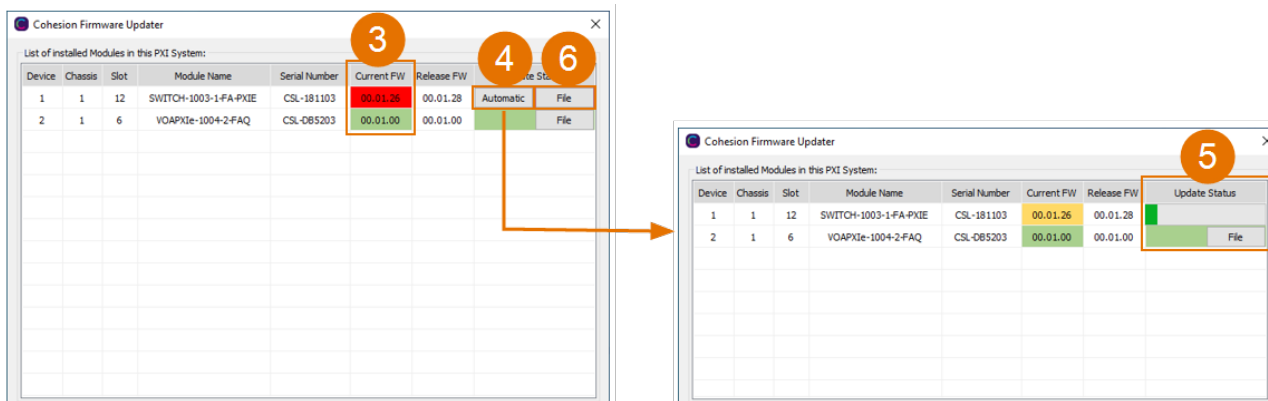 Cohesion Firmware Updater
3
4
6
List of installed Modules in this PXI System:
Device Chassis Slot Module Name Serial Number Current FW Release FW
1 1 12 SWITCH-1003-1-FA-PXIE CSL-181103 00.01.26 00.01.28 Automatic File
2 1 6 VOAPXIe-1004-2-FAQ CSL-DB5203 00.01.00 00.01.00 File
Cohesion Firmware Updater
5
List of installed Modules in this PXI System:
Device Chassis Slot Module Name Serial Number Current FW Release FW Update Status
1 1 12 SWITCH-1003-1-FA-PXIE CSL-181103 00.01.26 00.01.28
2 1 6 VOAPXIe-1004-2-FAQ CSL-DB5203 00.01.00 00.01.00 File